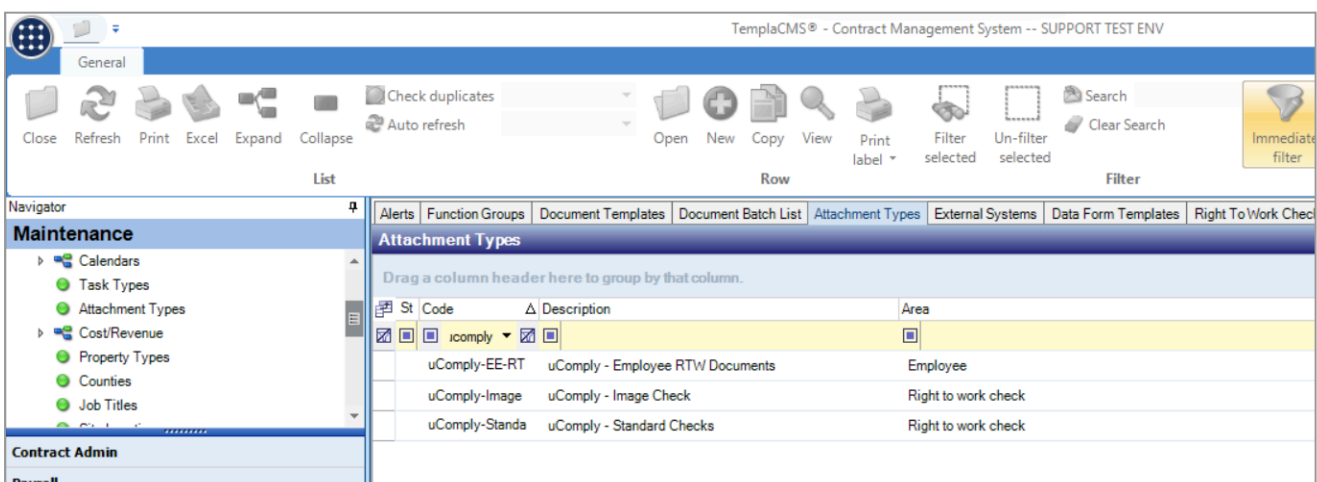 TemplaCMS® - Contract Management System -- SUPPORT TEST ENV
General
Check duplicates
Auto refresh
Search
Clear Search
Close Refresh Print Excel Expand Collapse
Open New Copy View Print label
Filter selected Un-filter selected
Immediate filter
List Row Filter
Navigator
Maintenance
Calendars
Task Types
Attachment Types
Cost/Revenue
Property Types
Counties
Job Titles
Contract Admin
Alerts Function Groups Document Templates Document Batch List Attachment Types External Systems Data Form Templates Right To Work Chec
Attachment Types
Drag a column header here to group by that column.
St Code Description Area
ıcomply
uComply-EE-RT uComply - Employee RTW Documents Employee
uComply-Image uComply - Image Check Right to work check
uComply-Standa uComply - Standard Checks Right to work check